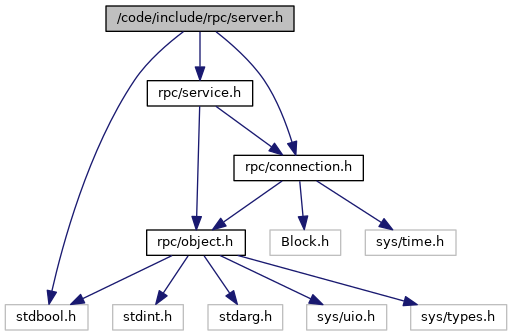 /code/include/rpc/server.h
rpc/service.h
rpc/connection.h
rpc/object.h
Block.h
sys/time.h
stdbool.h
stdint.h
stdarg.h
sys/uio.h
sys/types.h